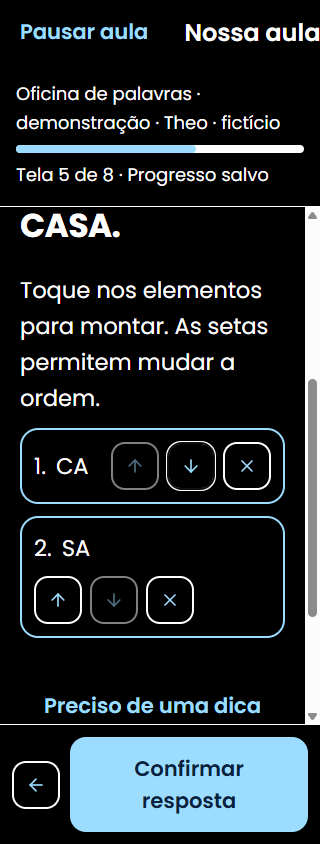 Pausar aula
Nossa aula
Oficina de palavras ·
demonstração · Theo · fictício
Tela 5 de 8 · Progresso salvo
CASA.
Toque nos elementos
para montar. As setas
permitem mudar a
ordem.
1. CA
2. SA
Preciso de uma dica
Confirmar
resposta